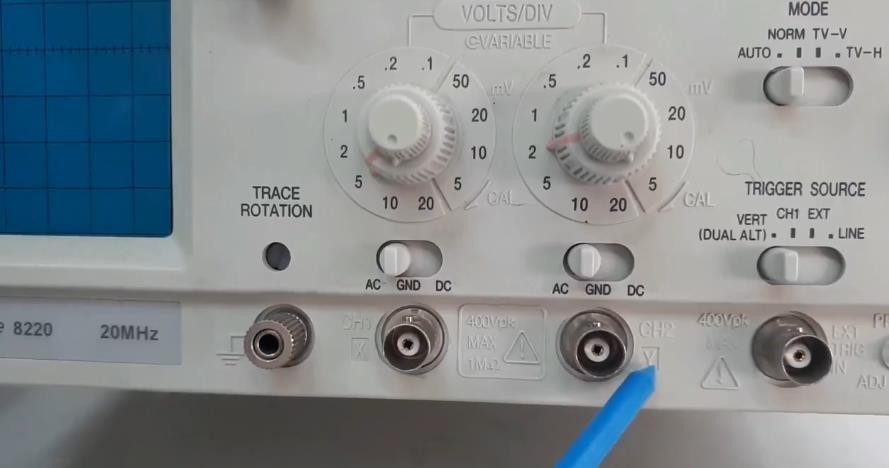 VOLTS/DIV
VARIABLE
.5 .2 .1 50 mV
1 20
2 10
5 5
10 20
CAL
.5 .2 .1 50 mV
1 20
2 10
5 5
10 20
CAL
MODE
NORM TV-V
AUTO TV-H
TRACE
ROTATION
AC GND DC
AC GND DC
TRIGGER SOURCE
VERT CH1 EXT
(DUAL ALT) LINE
8220 20MHz
CH1
X
400Vpk
MAX
1MΩ
CH2
Y
400Vpk
MAX
EXT
TRIG
IN
ADJ